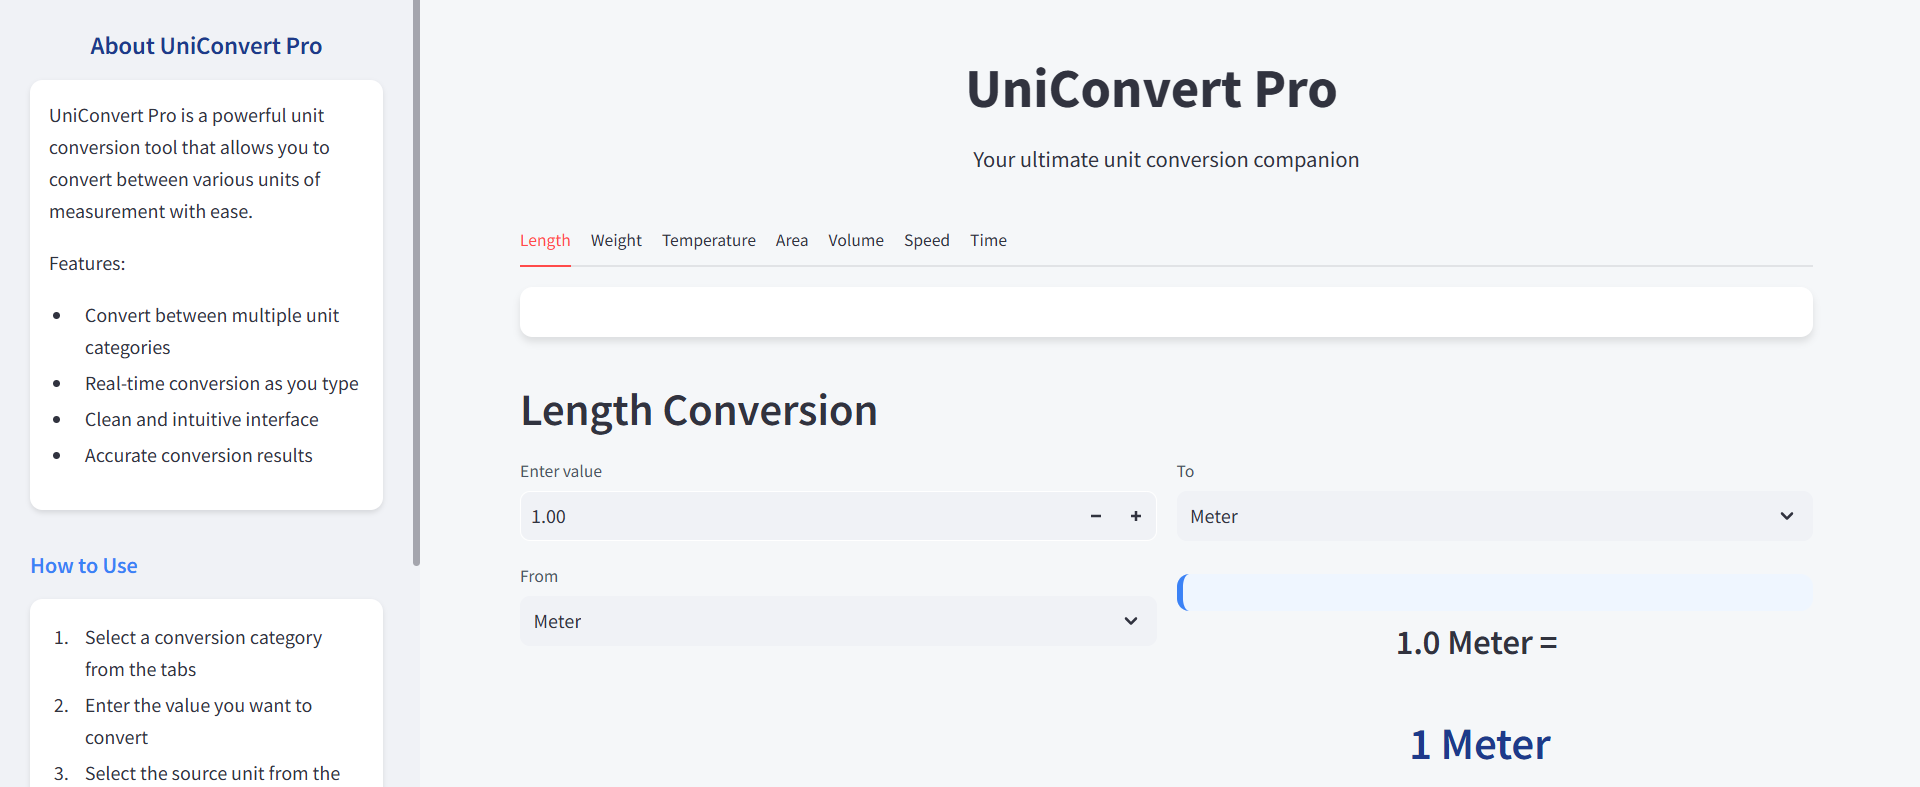 About UniConvert Pro
UniConvert Pro is a powerful unit
conversion tool that allows you to
convert between various units of
measurement with ease.
Features:
• Convert between multiple unit
categories
• Real-time conversion as you type
• Clean and intuitive interface
• Accurate conversion results
How to Use
1. Select a conversion category
from the tabs
2. Enter the value you want to
convert
3. Select the source unit from the
UniConvert Pro
Your ultimate unit conversion companion
Length Weight Temperature Area Volume Speed Time
Length Conversion
Enter value
1.00 − +
From
Meter
To
Meter
1.0 Meter =
1 Meter